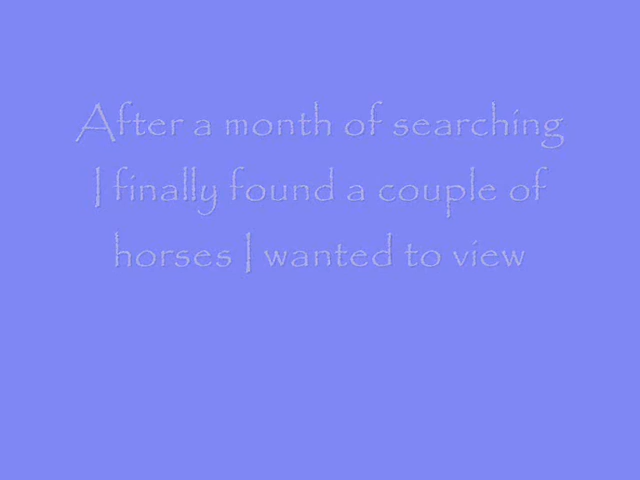 After a month of searching
I finally found a couple of
horses I wanted to view